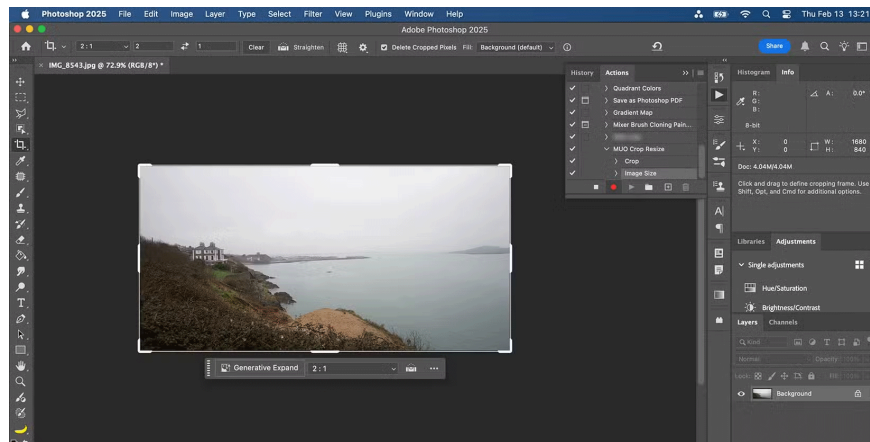 Photoshop 2025 File Edit Image Layer Type Select Filter View Plugins Window Help Thu Feb 13 13:21
Adobe Photoshop 2025
2:1 2 1 Clear Straighten Delete Cropped Pixels Fill: Background (default) Share
IMG_8543.jpg @ 72.9% (RGB/8*) *
History Actions
Quadrant Colors
Save as Photoshop PDF
Gradient Map
Mixer Brush Cloning Pain...
MUO Crop Resize
Crop
Image Size
Histogram Info
R: A: 0.0°
G:
B:
8-bit
X: 0 W: 1680
Y: 0 H: 840
Doc: 4.04M/4.04M
Click and drag to define cropping frame. Use
Shift, Opt, and Cmd for additional options.
Libraries Adjustments
Single adjustments
Hue/Saturation
Brightness/Contrast
Layers Channels
Kind
Normal Opacity:
Lock: Fill:
Background
Generative Expand 2 : 1